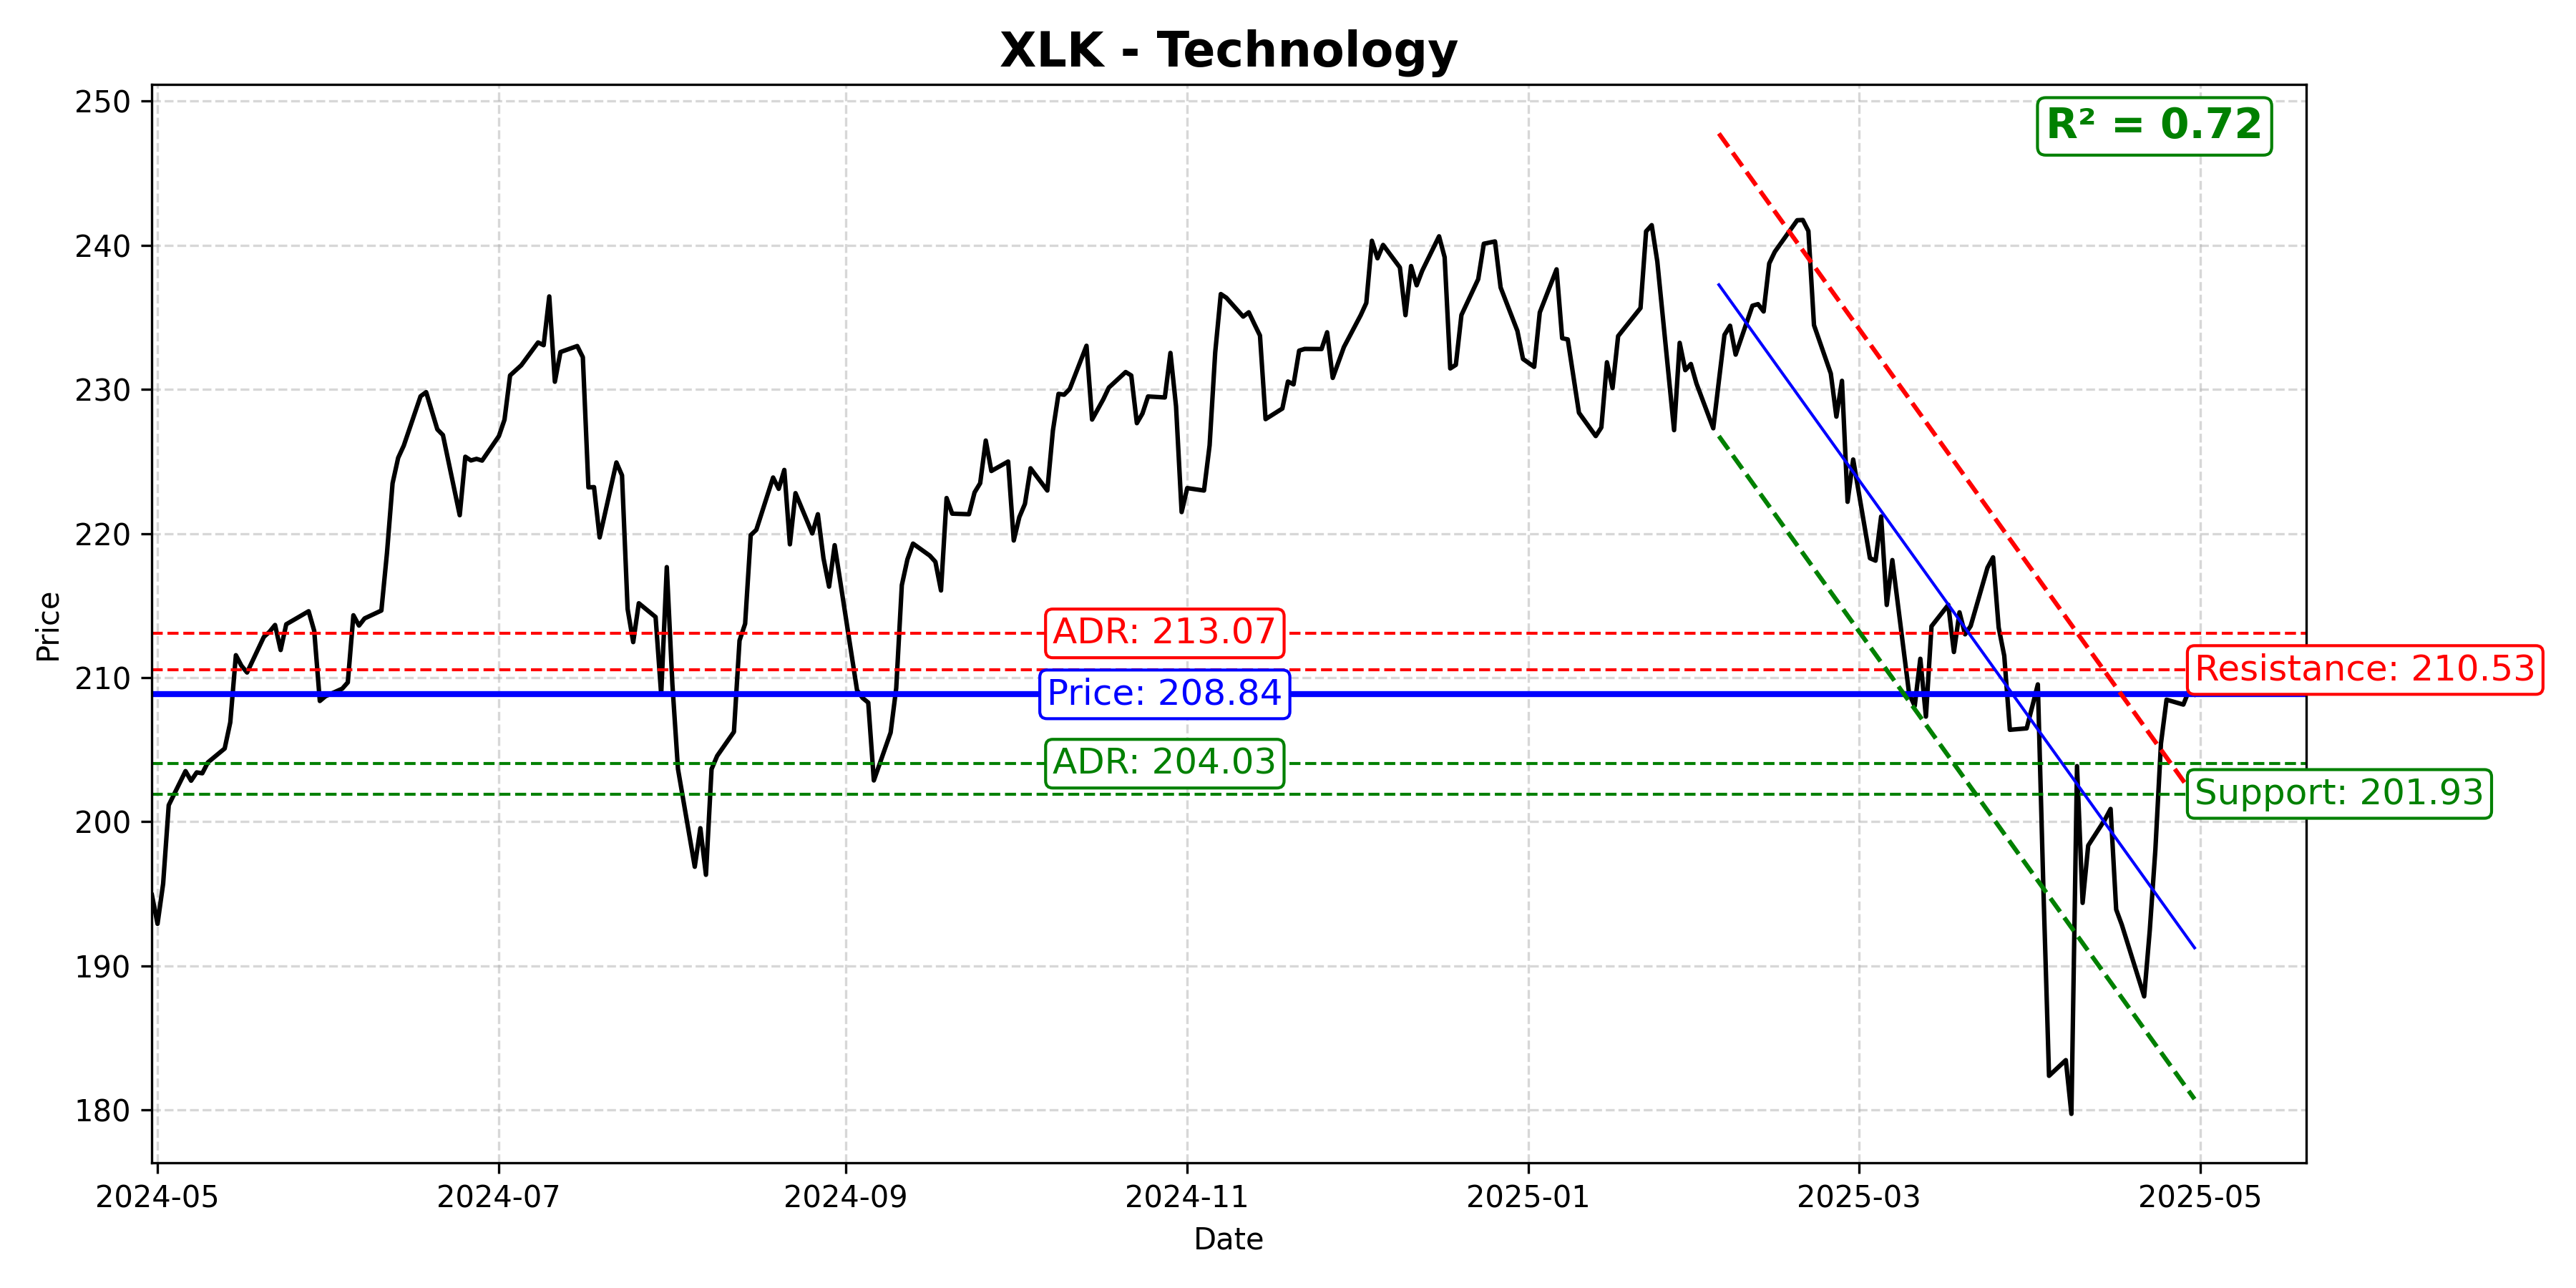 XLK - Technology
R² = 0.72
250
240
230
220
210
200
190
180
Price
ADR: 213.07
Resistance: 210.53
Price: 208.84
ADR: 204.03
Support: 201.93
2024-05
2024-07
2024-09
2024-11
2025-01
2025-03
2025-05
Date